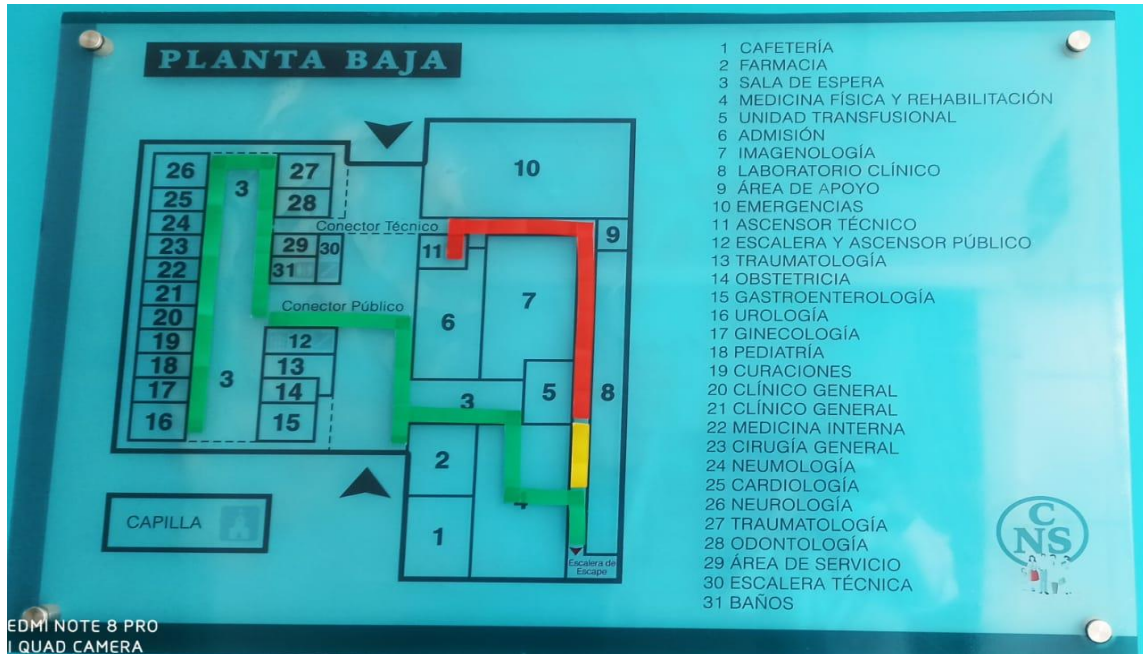 PLANTA BAJA
1 CAFETERÍA
2 FARMACIA
3 SALA DE ESPERA
4 MEDICINA FÍSICA Y REHABILITACIÓN
5 UNIDAD TRANSFUSIONAL
6 ADMISIÓN
7 IMAGENOLOGÍA
8 LABORATORIO CLÍNICO
9 ÁREA DE APOYO
10 EMERGENCIAS
11 ASCENSOR TÉCNICO
12 ESCALERA Y ASCENSOR PÚBLICO
13 TRAUMATOLOGÍA
14 OBSTETRICIA
15 GASTROENTEROLOGÍA
16 UROLOGÍA
17 GINECOLOGÍA
18 PEDIATRÍA
19 CURACIONES
20 CLÍNICO GENERAL
21 CLÍNICO GENERAL
22 MEDICINA INTERNA
23 CIRUGÍA GENERAL
24 NEUMOLOGÍA
25 CARDIOLOGÍA
26 NEUROLOGÍA
27 TRAUMATOLOGÍA
28 ODONTOLOGÍA
29 ÁREA DE SERVICIO
30 ESCALERA TÉCNICA
31 BAÑOS
26
25
24
23
22
21
20
19
18
17
16
3
3
27
28
Conector Técnico
29
30
31
Conector Público
12
13
14
15
10
9
11
6
7
5
8
3
2
4
1
Escalera de
Escape
CAPILLA
CNS
EDMI NOTE 8 PRO
I QUAD CAMERA